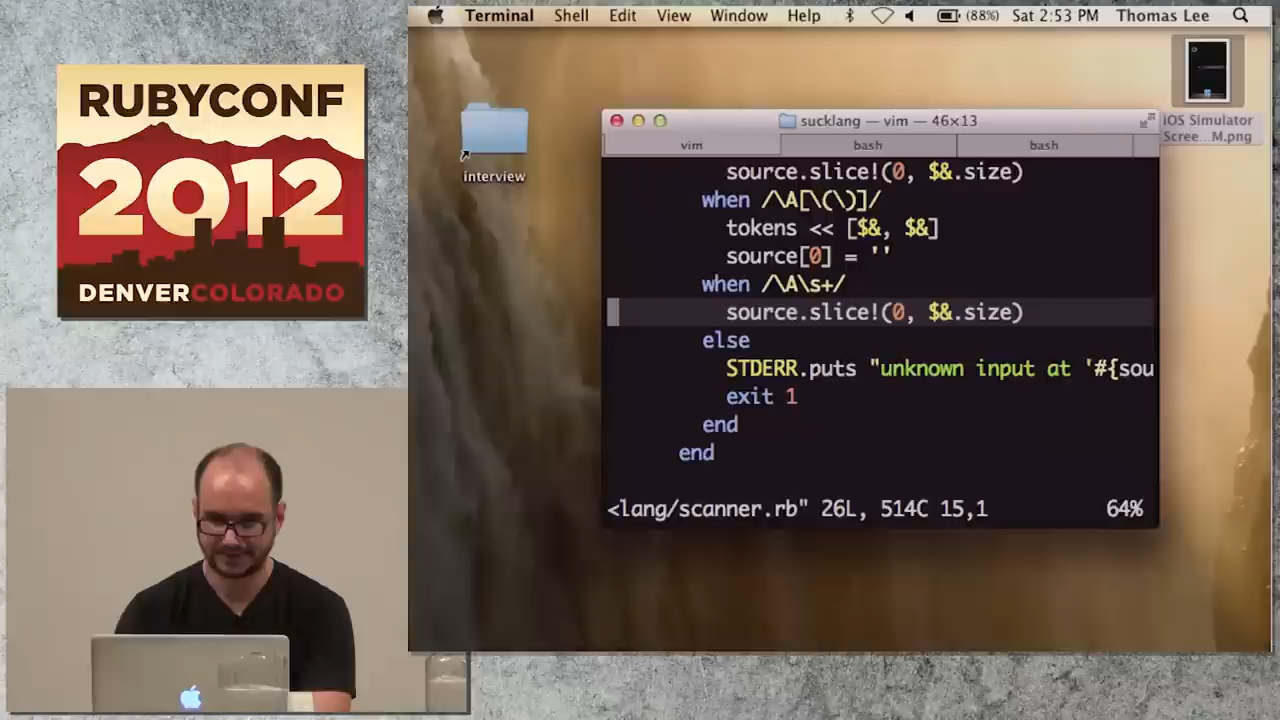 RUBYCONF
2012
DENVERCOLORADO
Terminal Shell Edit View Window Help (88%) Sat 2:53 PM Thomas Lee
interview
iOS Simulator
Scree...M.png
sucklang — vim — 46×13
vim bash bash
source.slice!(0, $&.size)
when /\A[\(\)]/
tokens << [$&, $&]
source[0] = ''
when /\A\s+/
source.slice!(0, $&.size)
else
STDERR.puts "unknown input at '#{sou
exit 1
end
end
<lang/scanner.rb" 26L, 514C 15,1 64%